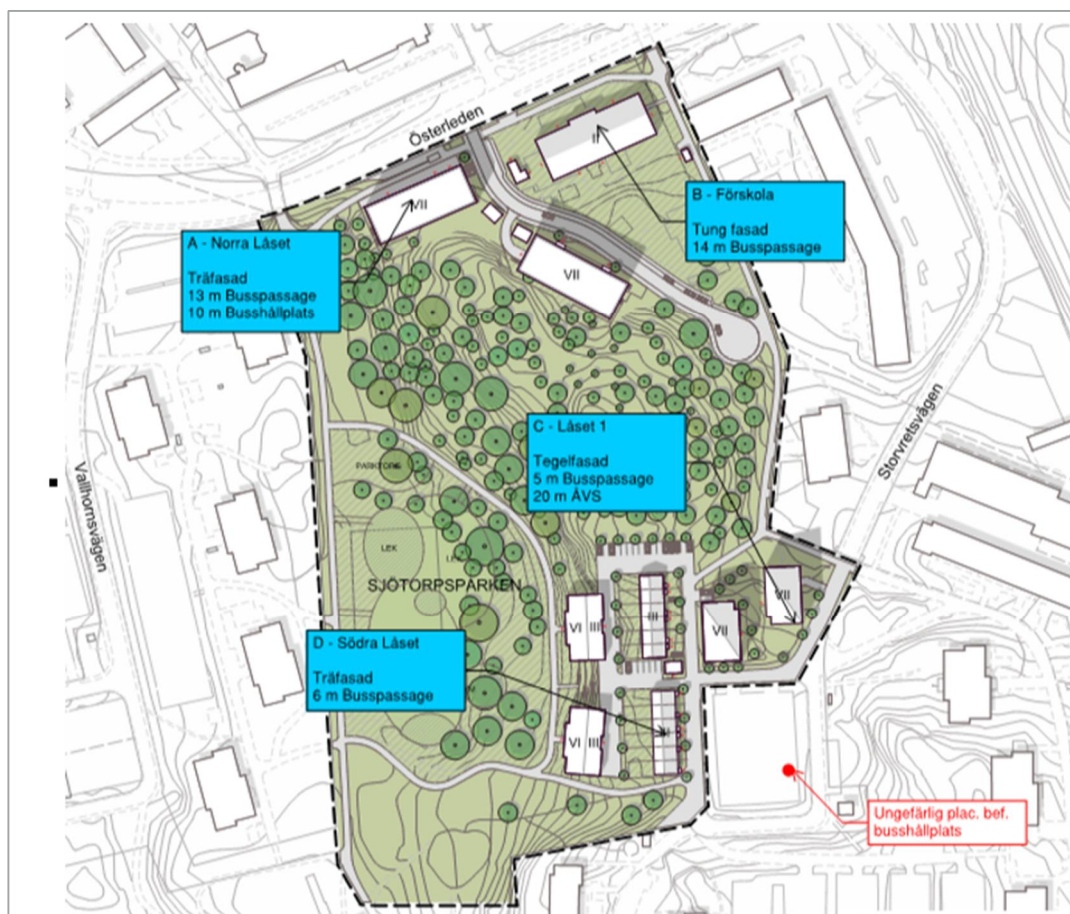 Österleden
II
B - Förskola
Tung fasad
14 m Busspassage
VII
A - Norra Låset
Träfasad
13 m Busspassage
10 m Busshållplats
VII
C - Låset 1
Tegelfasad
5 m Busspassage
20 m ÅVS
Storvretsvägen
Vallhornsvägen
PARKTORG
LEK
LEK
SJÖTORPSPARKEN
VI III
III
VII
VII
D - Södra Låset
Träfasad
6 m Busspassage
VI III
Ungefärlig plac. bef.
busshållplats